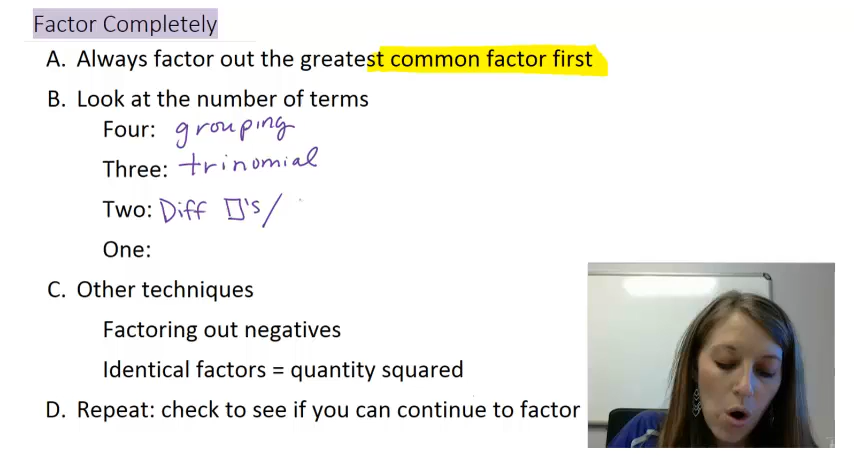 Factor Completely
A. Always factor out the greatest common factor first
B. Look at the number of terms
Four: grouping
Three: trinomial
Two: Diff □'s/
One:
C. Other techniques
Factoring out negatives
Identical factors = quantity squared
D. Repeat: check to see if you can continue to factor